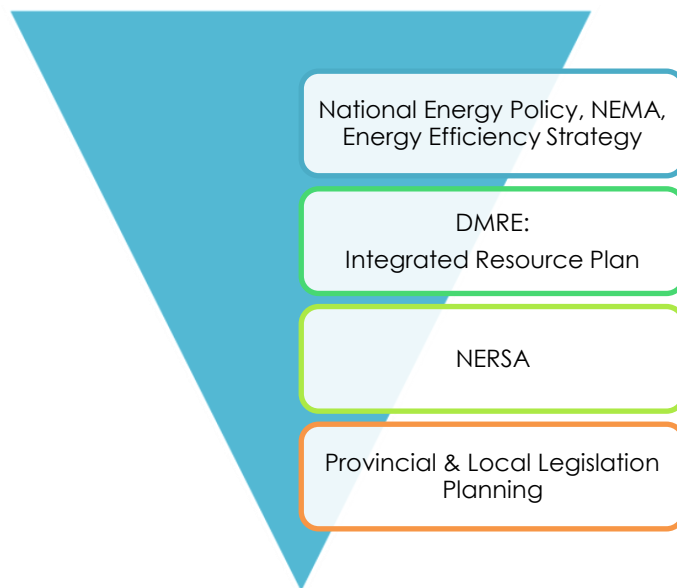 National Energy Policy, NEMA,
Energy Efficiency Strategy
DMRE:
Integrated Resource Plan
NERSA
Provincial & Local Legislation
Planning